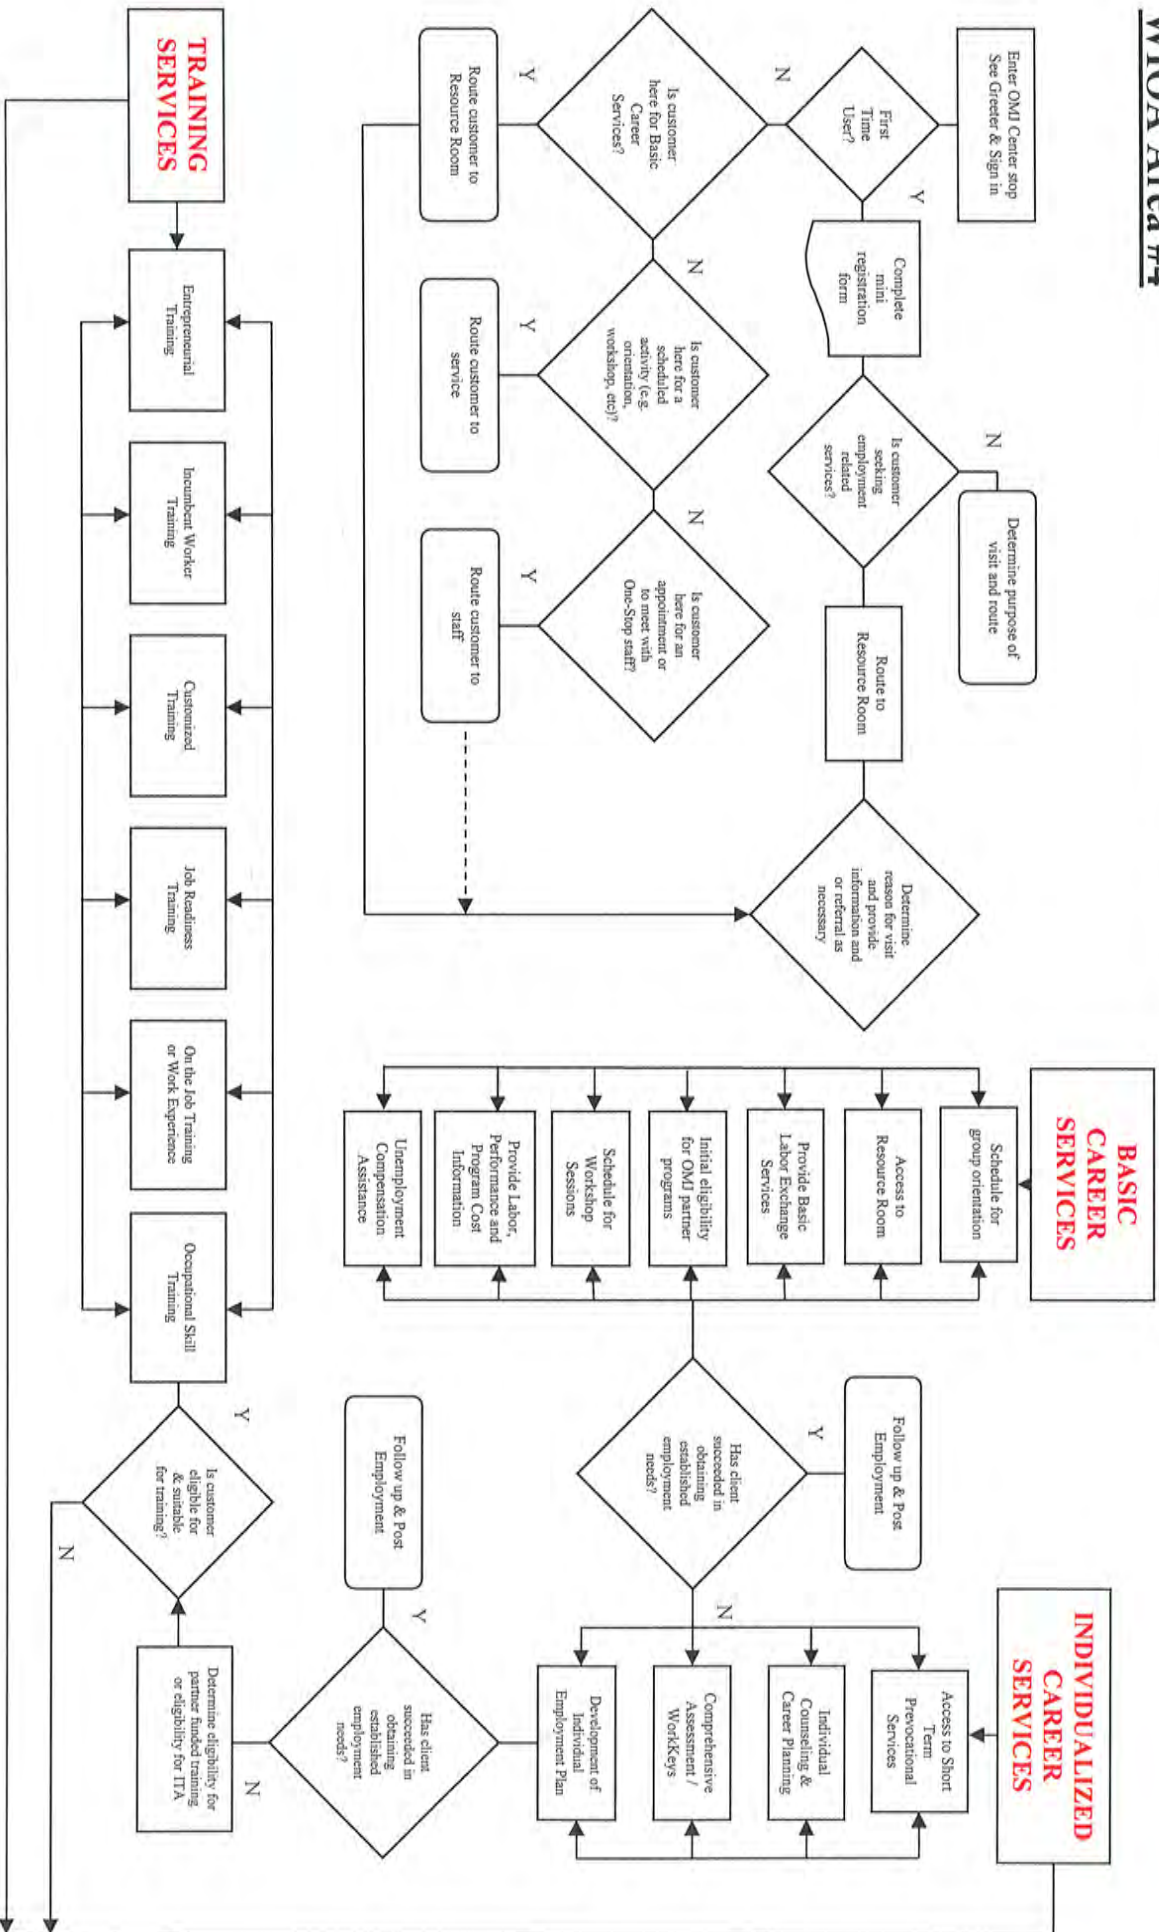 WIOA Area #4
Enter OMJ Center stop
See Greeter & Sign in
First
Time
User?
N
Y
Complete
mini
registration
form
Is customer
seeking
employment
related
services?
N
Determine purpose of
visit and route
Route to
Resource Room
Determine
reason for visit
and provide
information and
or referral as
necessary
Is customer
here for Basic
Career
Services?
Y
N
Route customer to
Resource Room
Is customer
here for a
scheduled
activity (e.g.
orientation,
workshop, etc)?
Y
N
Route customer to
service
Is customer
here for an
appointment or
to meet with
One-Stop staff?
Y
Route customer to
staff
BASIC
CAREER
SERVICES
Schedule for
group orientation
Access to
Resource Room
Provide Basic
Labor Exchange
Services
Initial eligibility
for OMJ partner
programs
Schedule for
Workshop
Sessions
Provide Labor,
Performance and
Program Cost
Information
Unemployment
Compensation
Assistance
Has client
succeeded in
obtaining
established
employment
needs?
Y
Follow up & Post
Employment
N
INDIVIDUALIZED
CAREER
SERVICES
Access to Short
Term
Prevocational
Services
Individual
Counseling &
Career Planning
Comprehensive
Assessment /
WorkKeys
Development of
Individual
Employment Plan
Has client
succeeded in
obtaining
established
employment
needs?
Y
Follow up & Post
Employment
N
Determine eligibility for
partner funded training
or eligibility for ITA
Is customer
eligible for
& suitable
for training?
Y
N
TRAINING
SERVICES
Entrepreneurial
Training
Incumbent Worker
Training
Customized
Training
Job Readiness
Training
On the Job Training
or Work Experience
Occupational Skill
Training